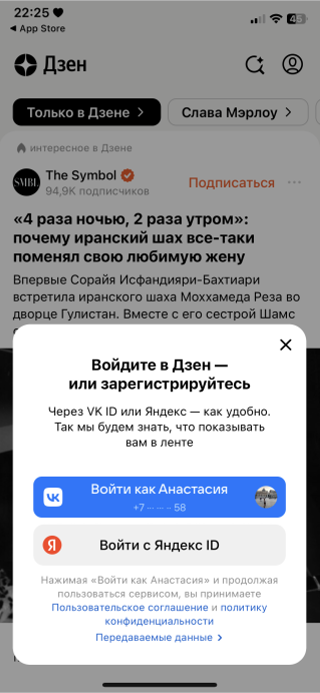 22:25
45
App Store
Дзен
Только в Дзене
Слава Мэрлоу
интересное в Дзене
SMBL
The Symbol
94,9K подписчиков
Подписаться
«4 раза ночью, 2 раза утром»:
почему иранский шах все-таки
поменял свою любимую жену
Впервые Сорайя Исфандияри-Бахтиари
встретила иранского шаха Моххамеда Реза во
дворце Гулистан. Вместе с его сестрой Шамс
Войдите в Дзен —
или зарегистрируйтесь
Через VK ID или Яндекс — как удобно.
Так мы будем знать, что показывать
вам в ленте
Войти как Анастасия
+7 ··· ··· ·· 58
Я
Войти с Яндекс ID
Нажимая «Войти как Анастасия» и продолжая
пользоваться сервисом, вы принимаете
Пользовательское соглашение и политику
конфиденциальности
Передаваемые данные